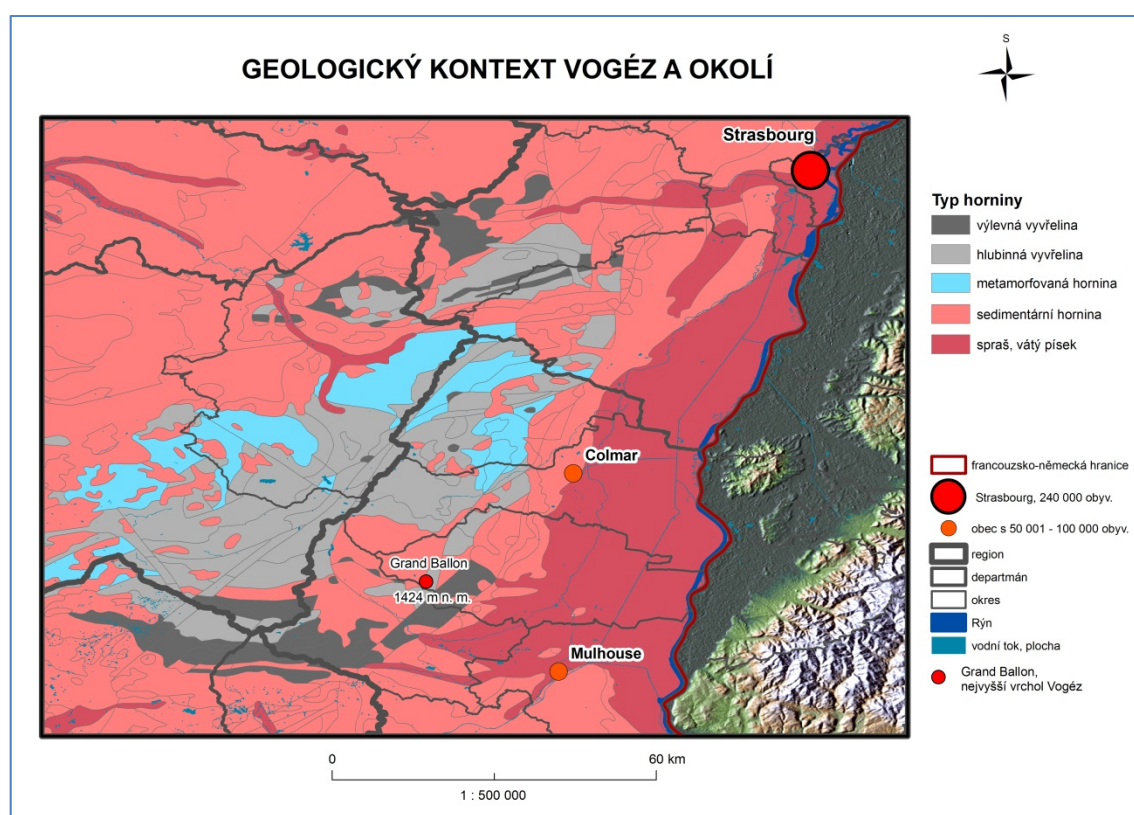 GEOLOGICKÝ KONTEXT VOGÉZ A OKOLÍ
S
Strasbourg
Colmar
Grand Ballon
1424 m n. m.
Mulhouse
Typ horniny
výlevná vyvřelina
hlubinná vyvřelina
metamorfovaná hornina
sedimentární hornina
spraš, vátý písek
francouzsko-německá hranice
Strasbourg, 240 000 obyv.
obec s 50 001 - 100 000 obyv.
region
departmán
okres
Rýn
vodní tok, plocha
Grand Ballon,
nejvyšší vrchol Vogéz
0 60 km
1 : 500 000